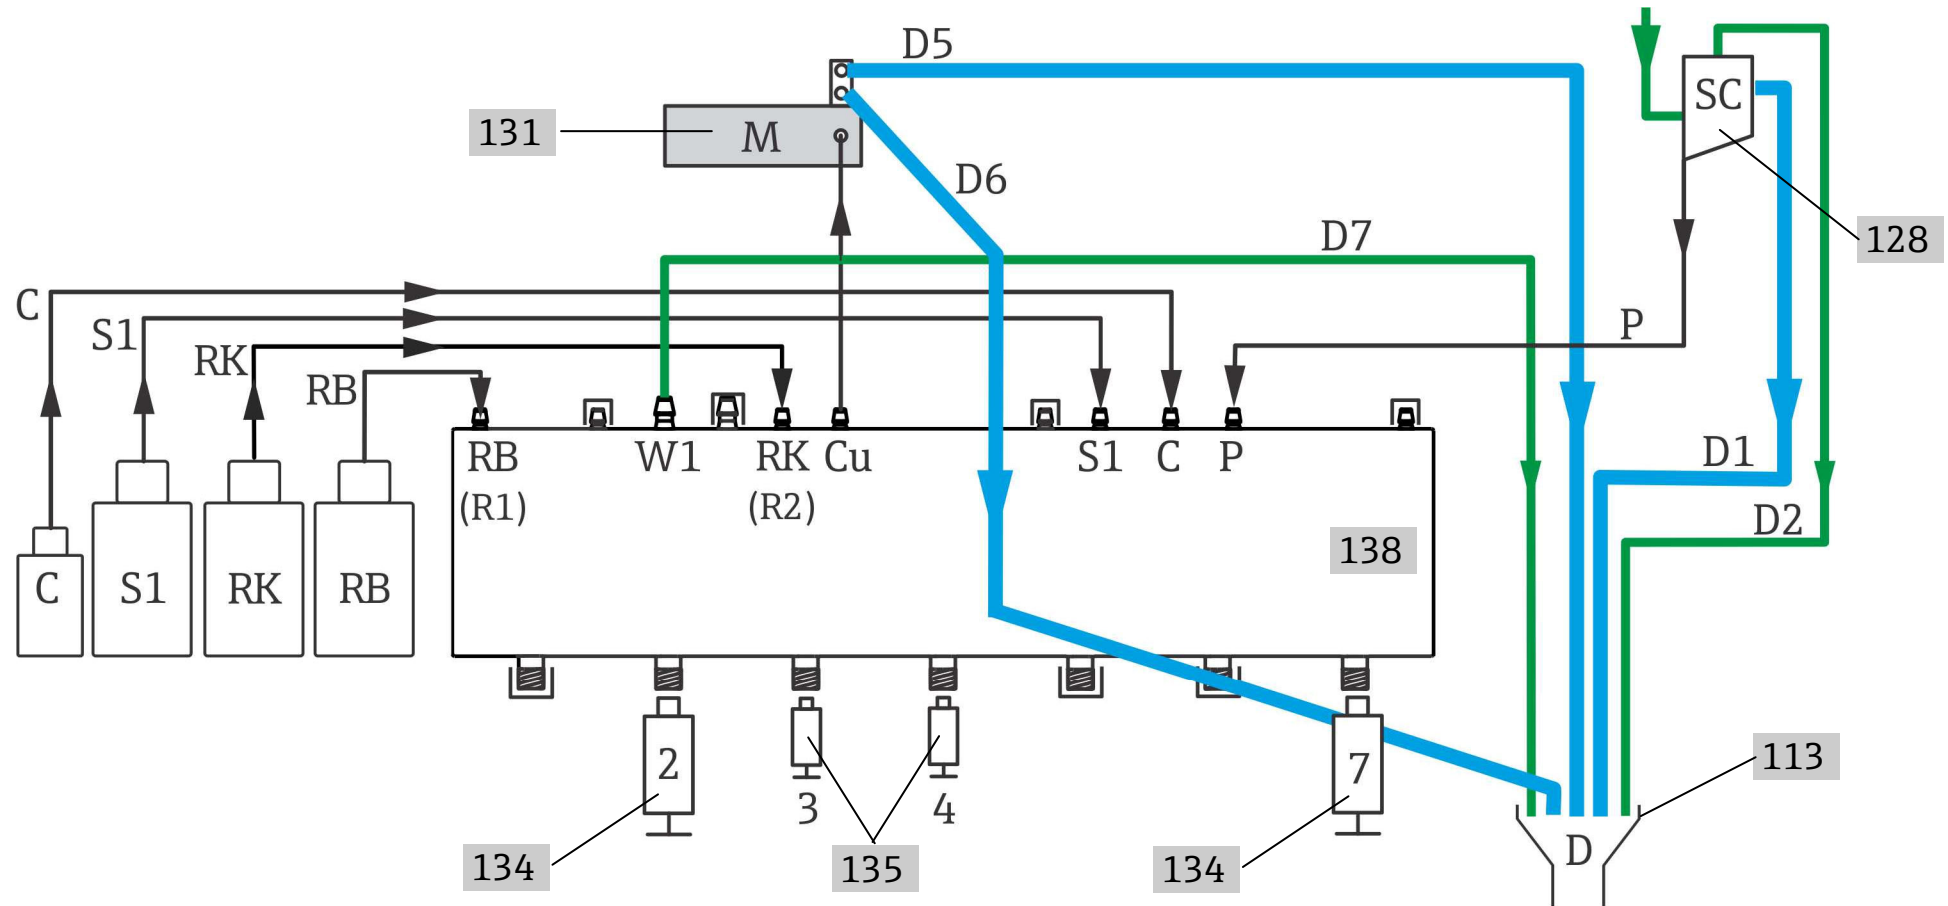 D5
SC
131
M
D6
128
D7
C
S1
RK
RB
P
RB
(R1)
W1
RK
(R2)
Cu
S1
C
P
D1
D2
138
C
S1
RK
RB
2
3
4
7
113
134
135
134
D